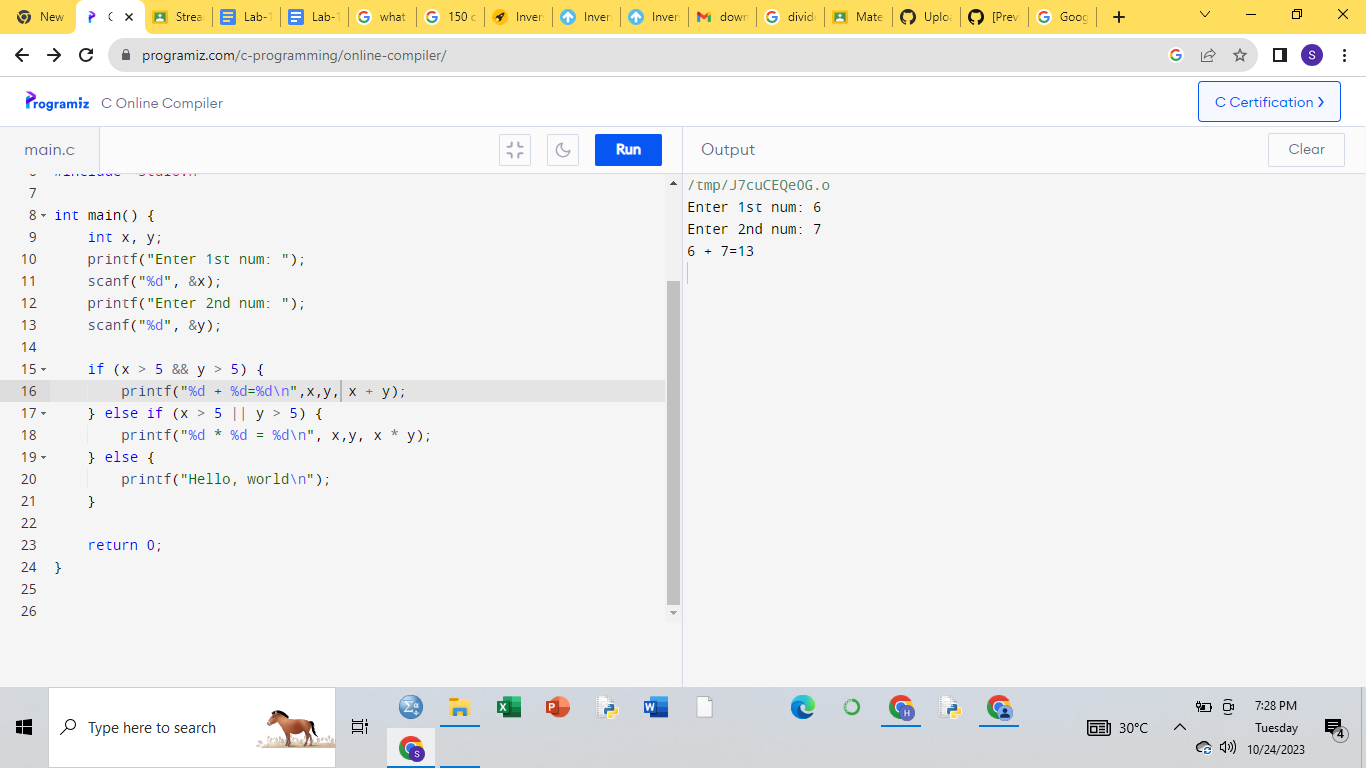 New
C
Strea
Lab-1
Lab-1
what
150 c
Inver
Inver
Inver
down
divid
Mate
Uplo
[Prev
Goog
programiz.com/c-programming/online-compiler/
S
Programiz C Online Compiler
C Certification ❯
main.c
Run
Output
Clear
7
8 int main() {
9 int x, y;
10 printf("Enter 1st num: ");
11 scanf("%d", &x);
12 printf("Enter 2nd num: ");
13 scanf("%d", &y);
14
15 if (x > 5 && y > 5) {
16 printf("%d + %d=%d\n",x,y, x + y);
17 } else if (x > 5 || y > 5) {
18 printf("%d * %d = %d\n", x,y, x * y);
19 } else {
20 printf("Hello, world\n");
21 }
22
23 return 0;
24 }
25
26
/tmp/J7cuCEQeOG.o
Enter 1st num: 6
Enter 2nd num: 7
6 + 7=13
Type here to search
30°C
7:28 PM
Tuesday
10/24/2023
4